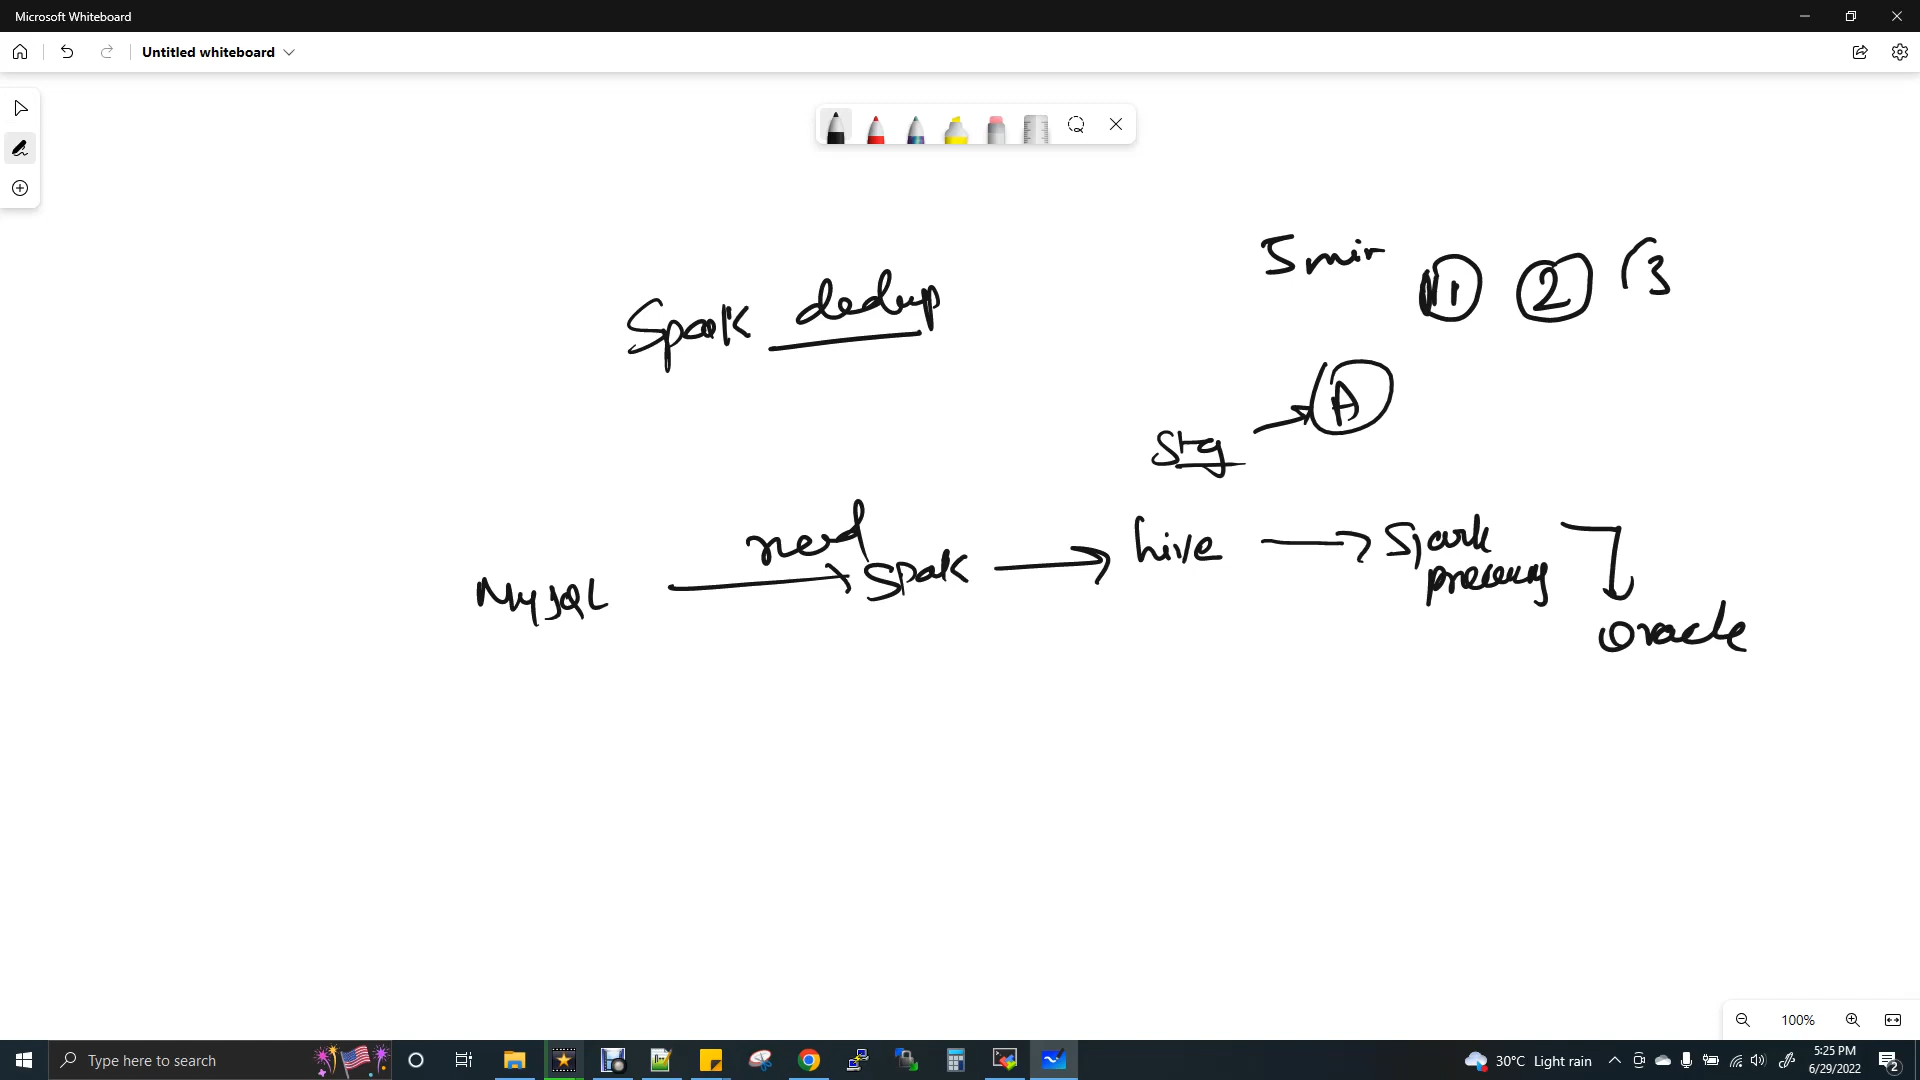 Microsoft Whiteboard
Untitled whiteboard
5 min
1 2 3
Spark dedup
A
Stg
read
MySQL Spark hive Spark
processing
oracle
100%
Type here to search
30°C Light rain
5:25 PM
6/29/2022
2